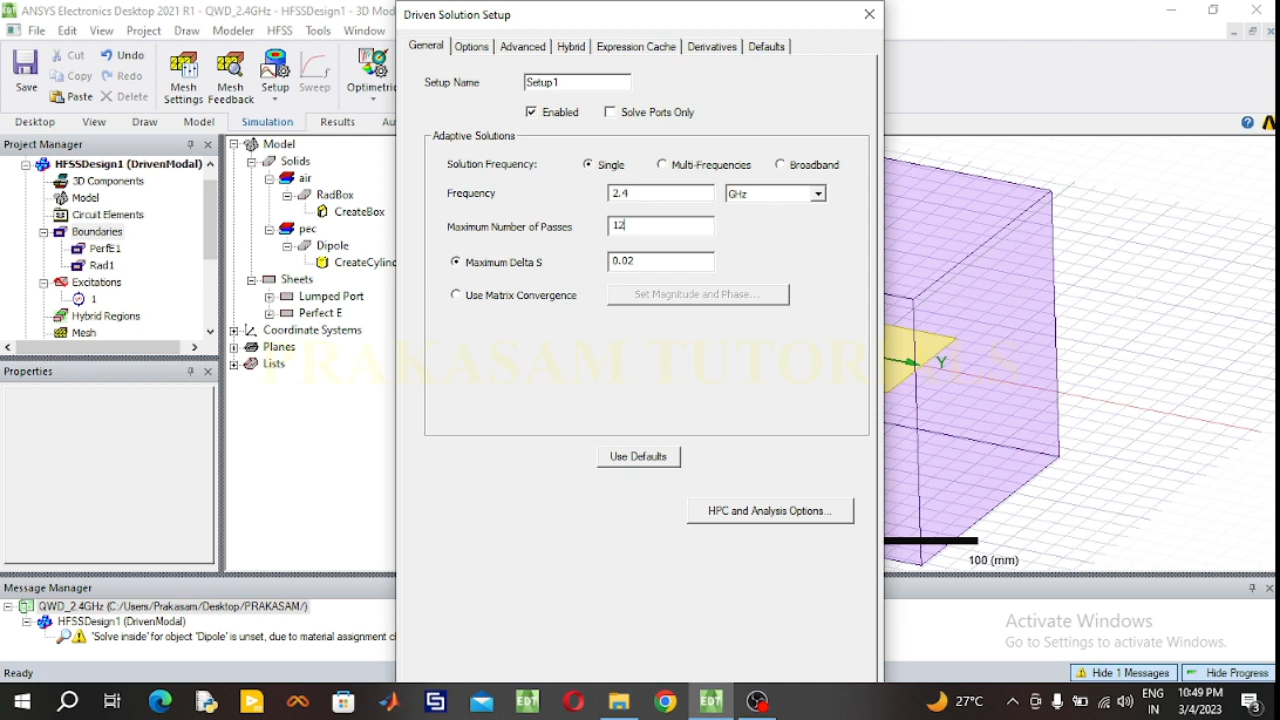 ANSYS Electronics Desktop 2021 R1 - QWD_2.4GHz - HFSSDesign1 - 3D Mo
File Edit View Project Draw Modeler HFSS Tools Window
Save
Cut
Copy
Paste
Undo
Redo
Delete
Mesh Settings
Mesh Feedback
Setup
Sweep
Optimetric
Desktop View Draw Model Simulation Results Au
Project Manager
HFSSDesign1 (DrivenModal)
3D Components
Model
Circuit Elements
Boundaries
PerfE1
Rad1
Excitations
1
Hybrid Regions
Mesh
Properties
Model
Solids
air
RadBox
CreateBox
pec
Dipole
CreateCylind
Sheets
Lumped Port
Perfect E
Coordinate Systems
Planes
Lists
Driven Solution Setup
General Options Advanced Hybrid Expression Cache Derivatives Defaults
Setup Name Setup1
Enabled Solve Ports Only
Adaptive Solutions
Solution Frequency: Single Multi-Frequencies Broadband
Frequency 2.4 GHz
Maximum Number of Passes 12
Maximum Delta S 0.02
Use Matrix Convergence Set Magnitude and Phase...
Use Defaults
HPC and Analysis Options...
PRAKASAM TUTORIALS
Y
100 (mm)
Message Manager
QWD_2.4GHz (C:/Users/Prakasam/Desktop/PRAKASAM/)
HFSSDesign1 (DrivenModal)
"Solve inside' for object 'Dipole' is unset, due to material assignment c
Activate Windows
Go to Settings to activate Windows.
Ready
Hide 1 Messages
Hide Progress
27°C
ENG
IN
10:49 PM
3/4/2023
3